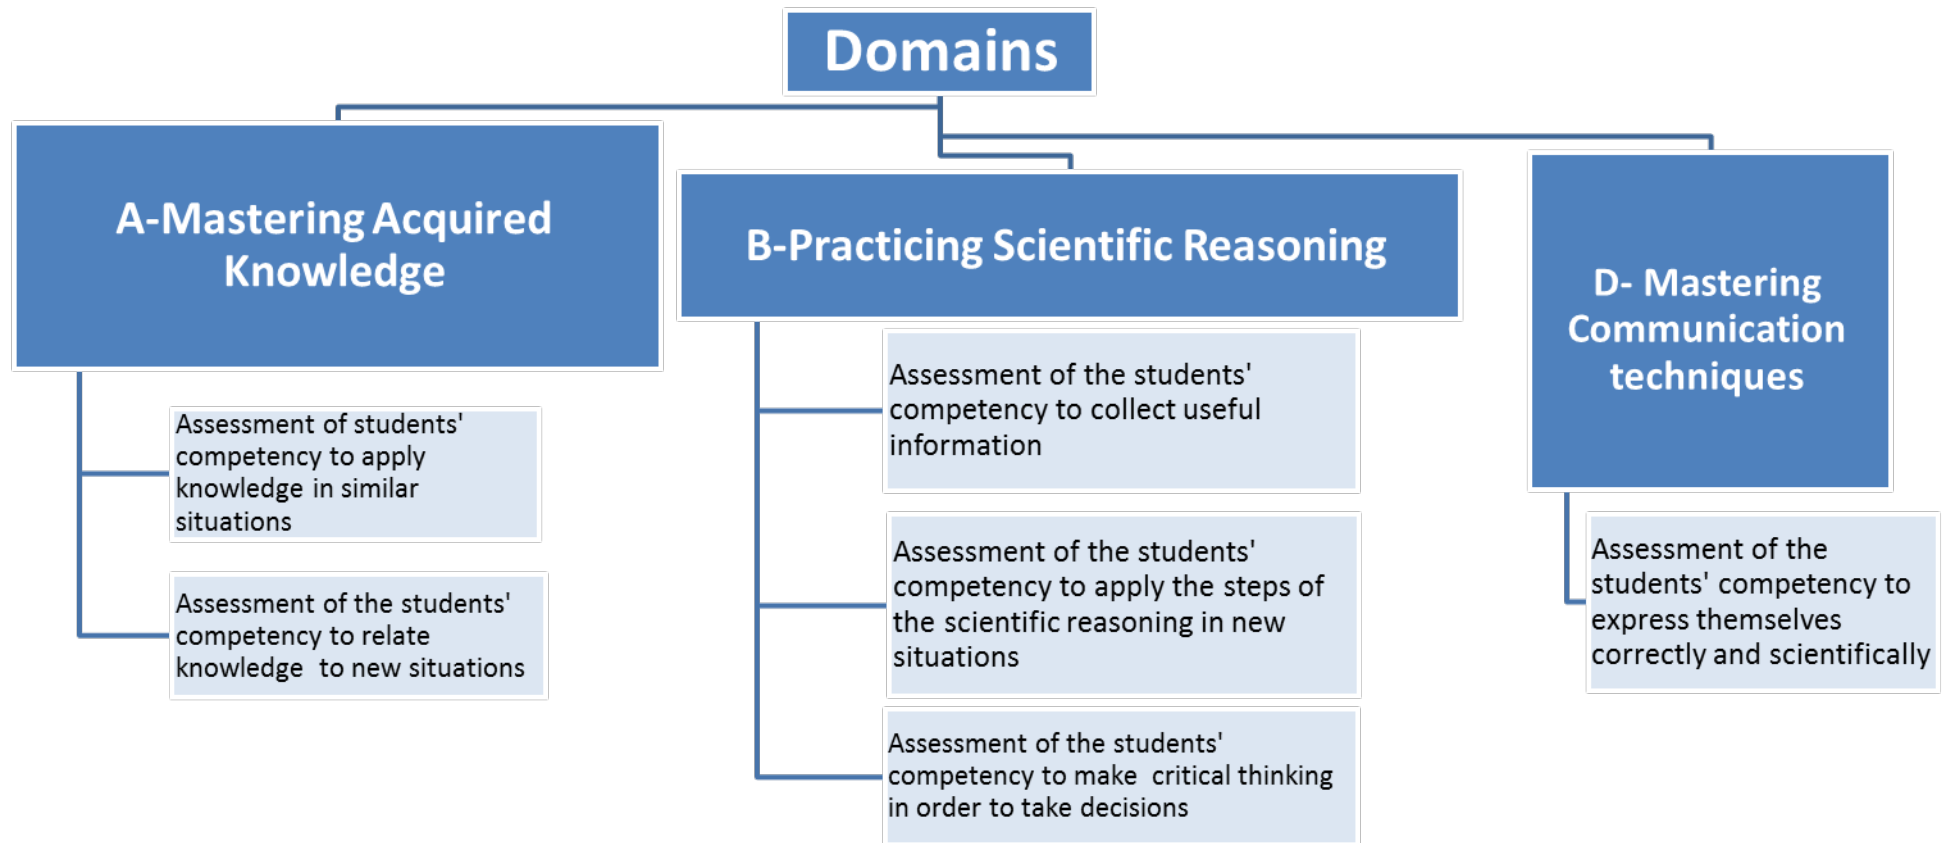 Domains
A-Mastering Acquired
Knowledge
Assessment of students'
competency to apply
knowledge in similar
situations
Assessment of the students'
competency to relate
knowledge  to new situations
B-Practicing Scientific Reasoning
Assessment of the students'
competency to collect useful
information
Assessment of the students'
competency to apply the steps of
the scientific reasoning in new
situations
Assessment of the students'
competency to make  critical thinking
in order to take decisions
D- Mastering
Communication
techniques
Assessment of the
students' competency to
express themselves
correctly and scientifically